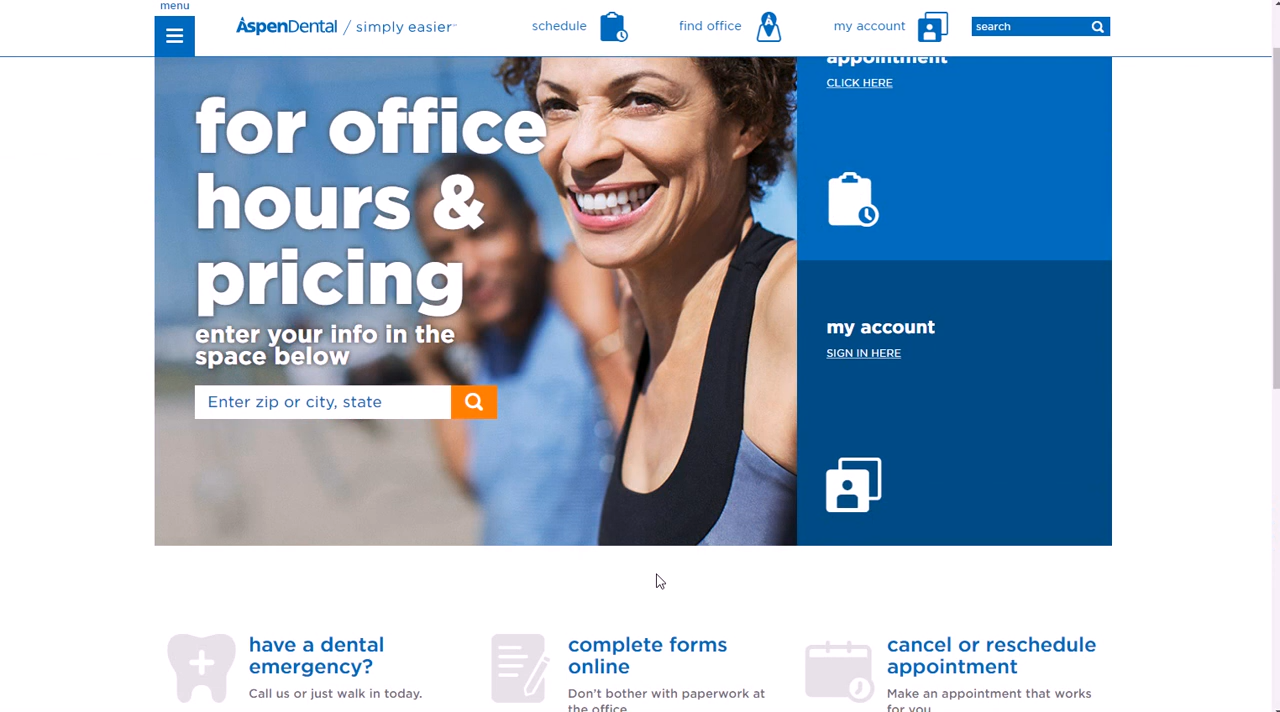 menu
AspenDental / simply easier
schedule
find office
my account
search
appointment
CLICK HERE
for office
hours &
pricing
enter your info in the
space below
Enter zip or city, state
my account
SIGN IN HERE
have a dental
emergency?
Call us or just walk in today.
complete forms
online
Don't bother with paperwork at
the office.
cancel or reschedule
appointment
Make an appointment that works
for you.